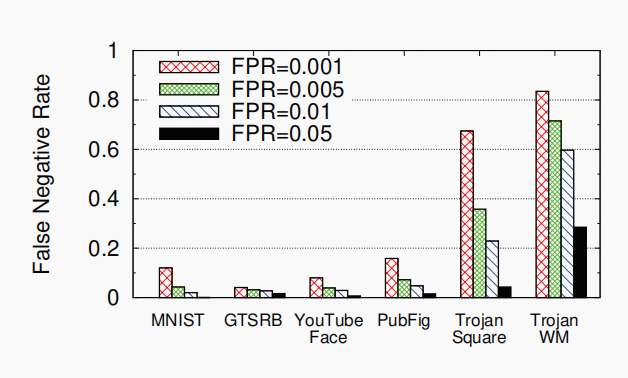 False Negative Rate
1
0.8
0.6
0.4
0.2
0
FPR=0.001
FPR=0.005
FPR=0.01
FPR=0.05
MNIST GTSRB YouTube PubFig Trojan Trojan
Face Square WM